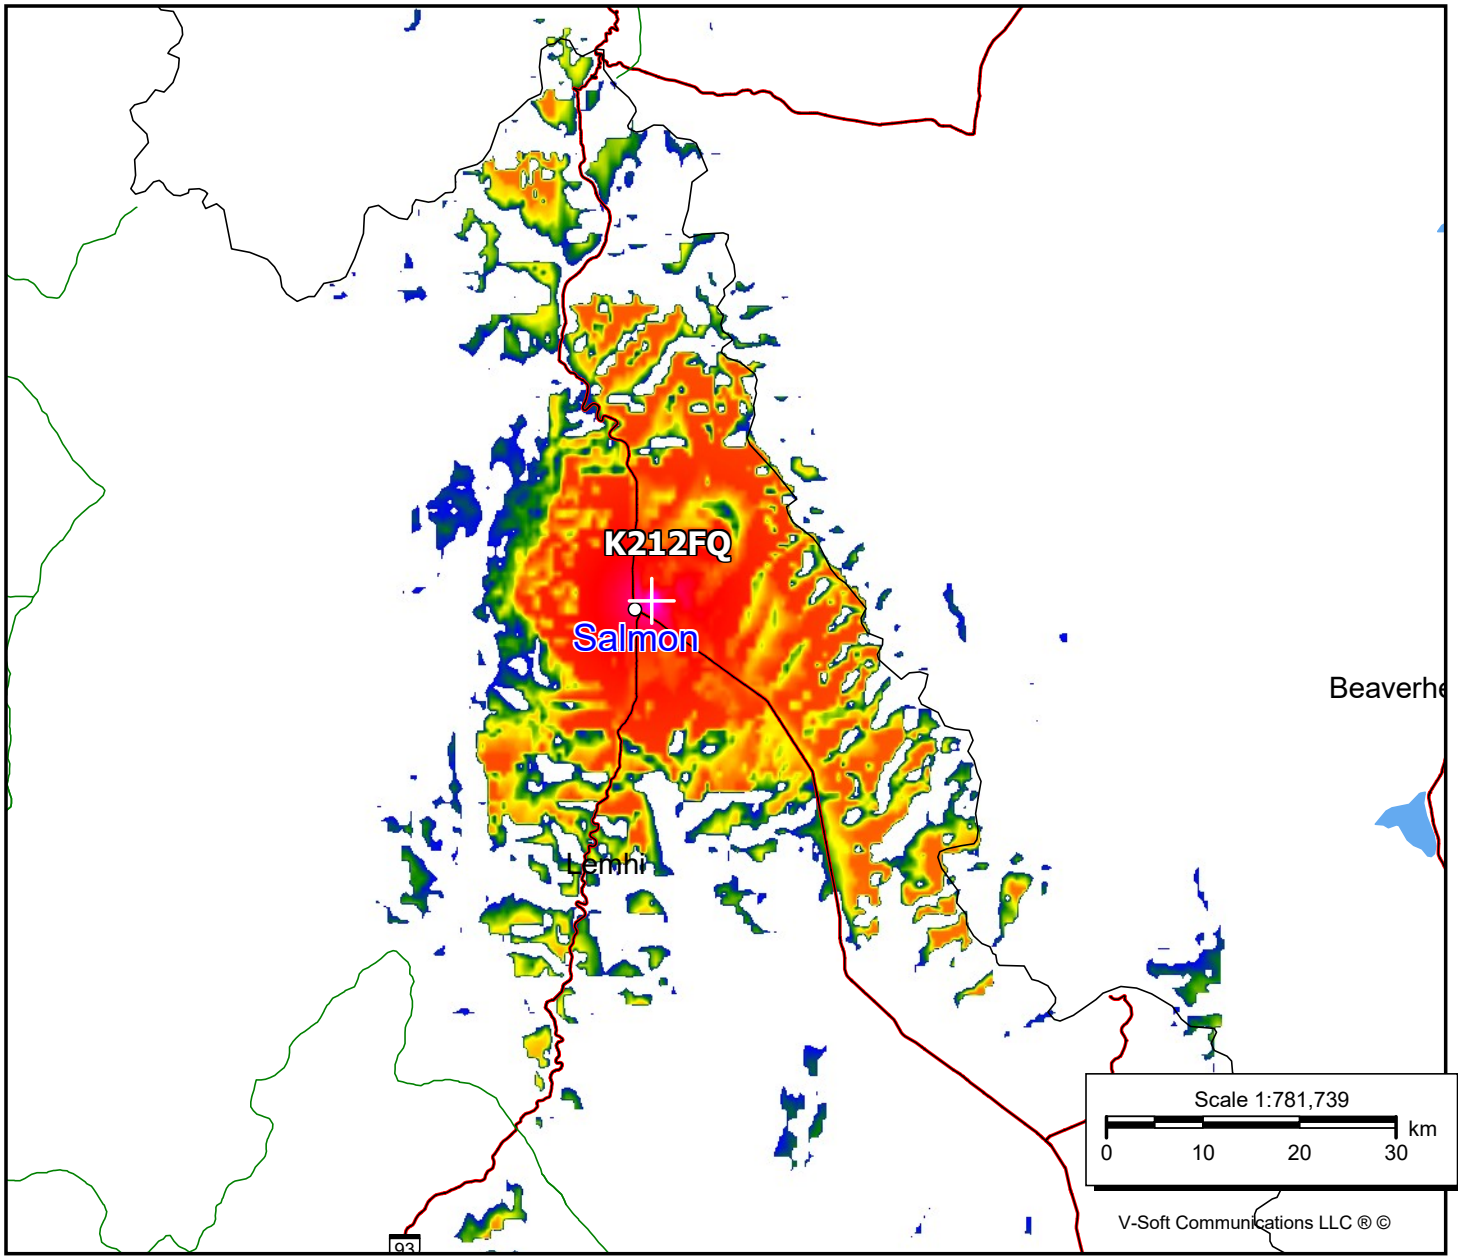 K212FQ
Salmon
Beaverhe
Lemhi
Scale 1:781,739
km
0 10 20 30
V-Soft Communications LLC ® ©
93